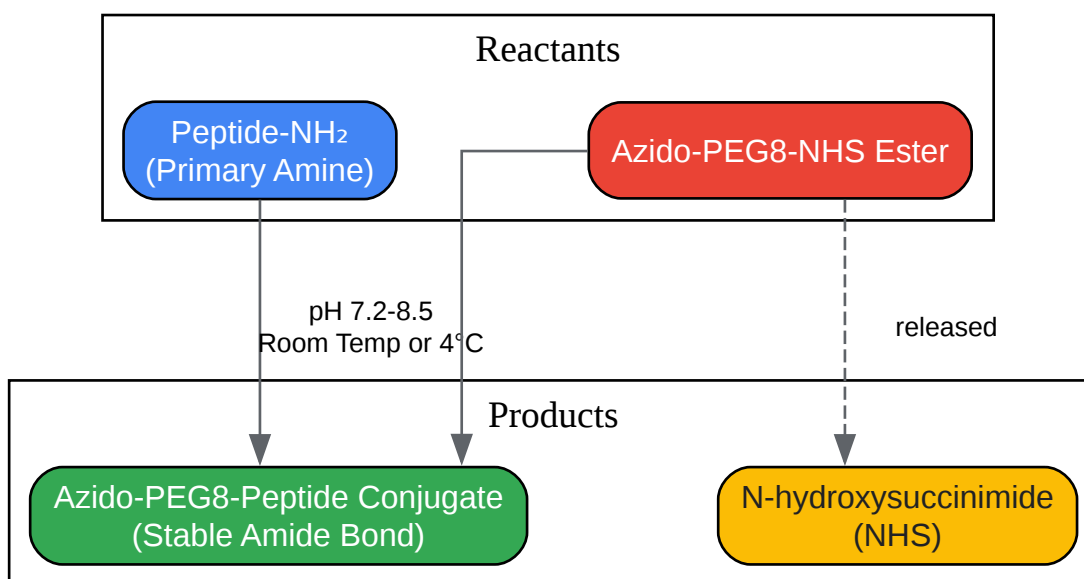 Reactants
Peptide-NH₂
(Primary Amine)
Azido-PEG8-NHS Ester
pH 7.2-8.5
Room Temp or 4°C
released
Products
Azido-PEG8-Peptide Conjugate
(Stable Amide Bond)
N-hydroxysuccinimide
(NHS)